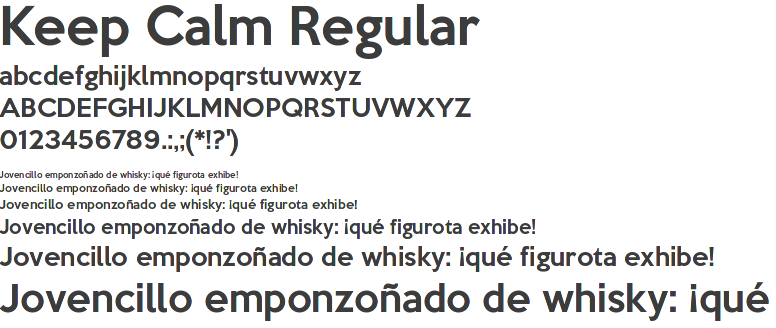 Keep Calm Regular
abcdefghijklmnopqrstuvwxyz
ABCDEFGHIJKLMNOPQRSTUVWXYZ
0123456789.:,;(*!?')
Jovencillo emponzoñado de whisky: ¡qué figurota exhibe!
Jovencillo emponzoñado de whisky: ¡qué figurota exhibe!
Jovencillo emponzoñado de whisky: ¡qué figurota exhibe!
Jovencillo emponzoñado de whisky: ¡qué figurota exhibe!
Jovencillo emponzoñado de whisky: ¡qué figurota exhibe!
Jovencillo emponzoñado de whisky: ¡qué